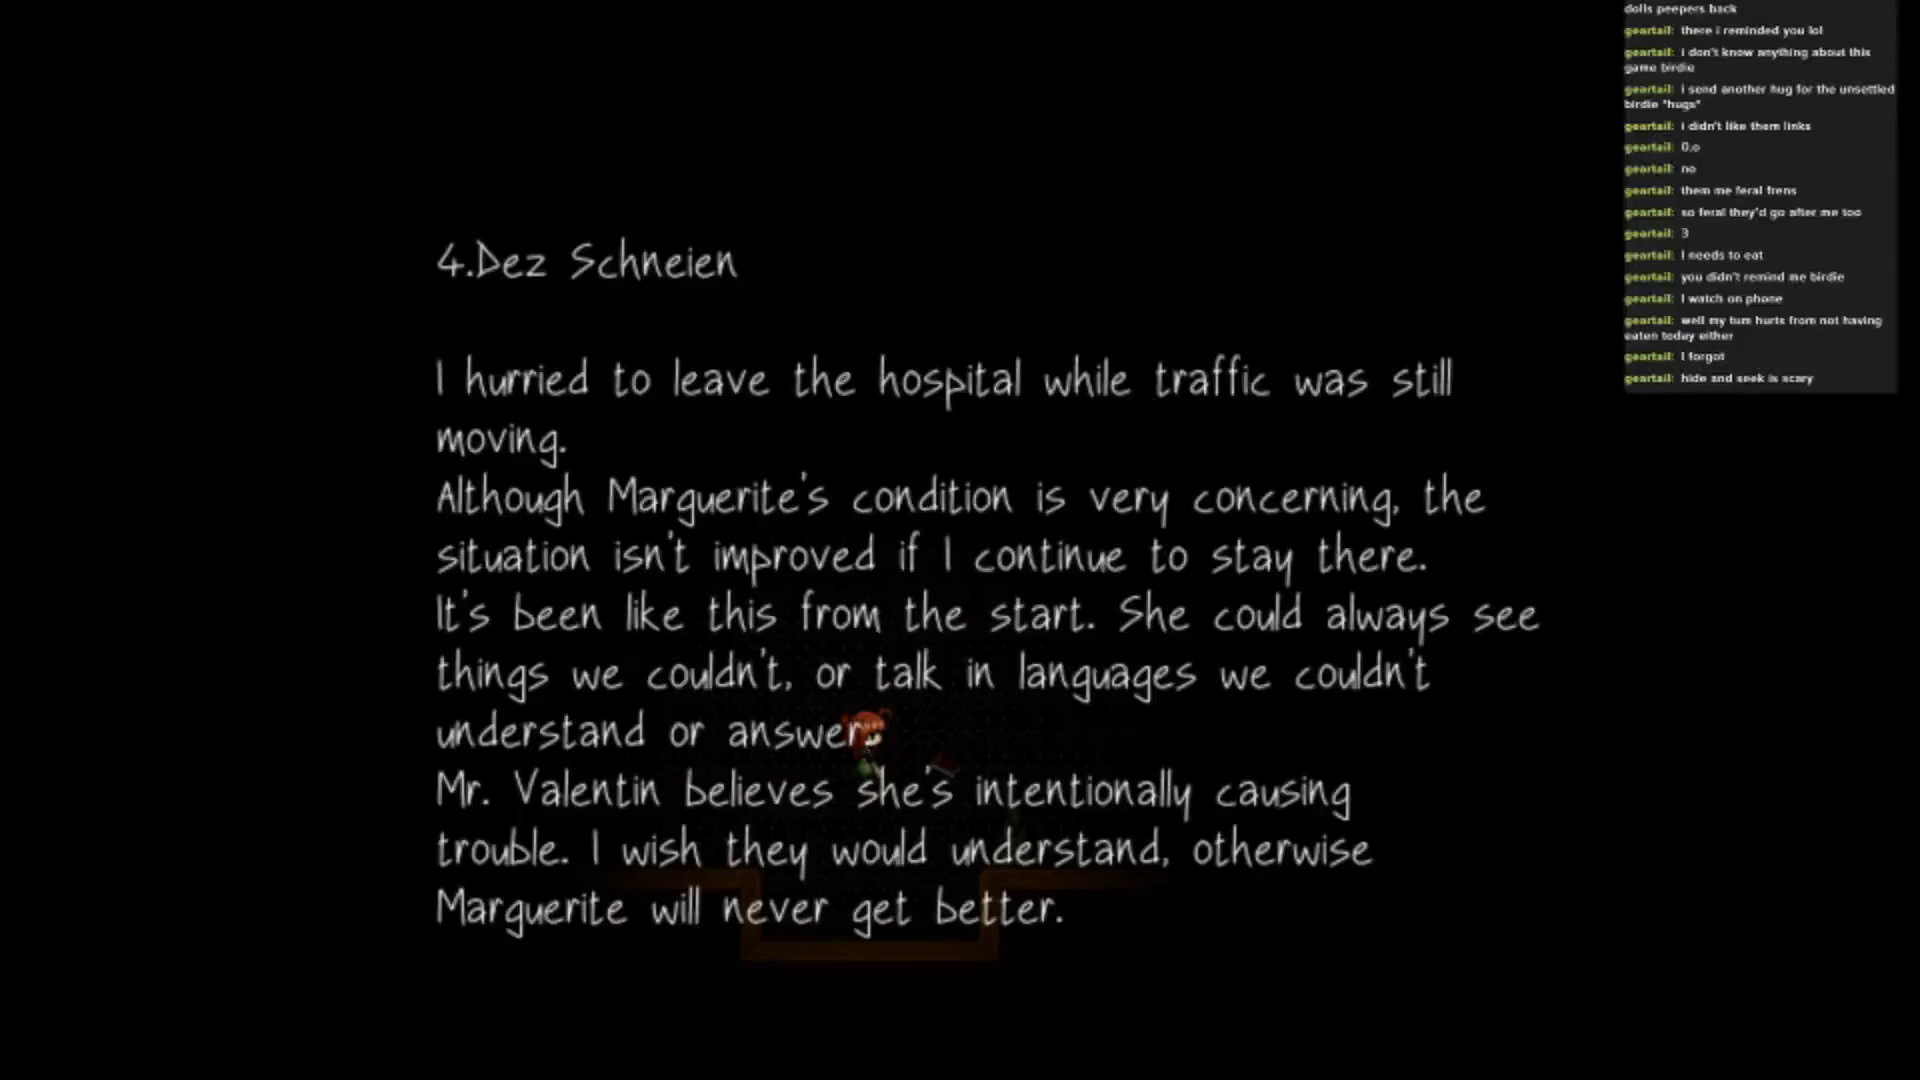 4.Dez Schneien
I hurried to leave the hospital while traffic was still
moving.
Although Marguerite's condition is very concerning, the
situation isn't improved if I continue to stay there.
It's been like this from the start. She could always see
things we couldn't, or talk in languages we couldn't
understand or answer.
Mr. Valentin believes she's intentionally causing
trouble. I wish they would understand, otherwise
Marguerite will never get better.
dolls peepers back
geartail: there i reminded you lol
geartail: i don't know anything about this
game birdie
geartail: i send another hug for the unsettled
birdie *hugs*
geartail: i didn't like them links
geartail: 0.o
geartail: no
geartail: them me feral frens
geartail: so feral they'd go after me too
geartail: 3
geartail: I needs to eat
geartail: you didn't remind me birdie
geartail: I watch on phone
geartail: well my tum hurts from not having
eaten today either
geartail: I forgot
geartail: hide and seek is scary